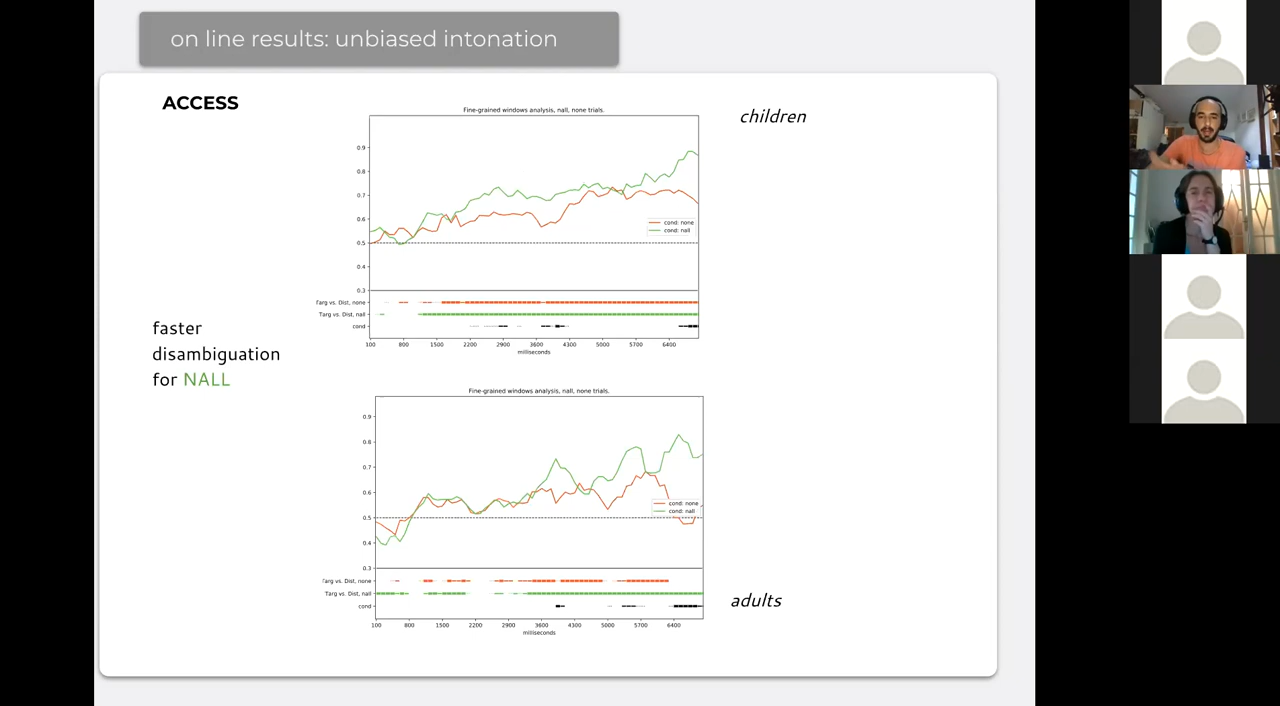 on line results: unbiased intonation
ACCESS
children
Fine-grained windows analysis, nall, none trials.
0.9
0.8
0.7
0.6
0.5
0.4
0.3
cond: none
cond: nall
Targ vs. Dist, none
Targ vs. Dist, nall
cond
100 800 1500 2200 2900 3600 4300 5000 5700 6400
milliseconds
faster
disambiguation
for NALL
Fine-grained windows analysis, nall, none trials.
0.9
0.8
0.7
0.6
0.5
0.4
0.3
cond: none
cond: nall
Targ vs. Dist, none
Targ vs. Dist, nall
cond
100 800 1500 2200 2900 3600 4300 5000 5700 6400
milliseconds
adults